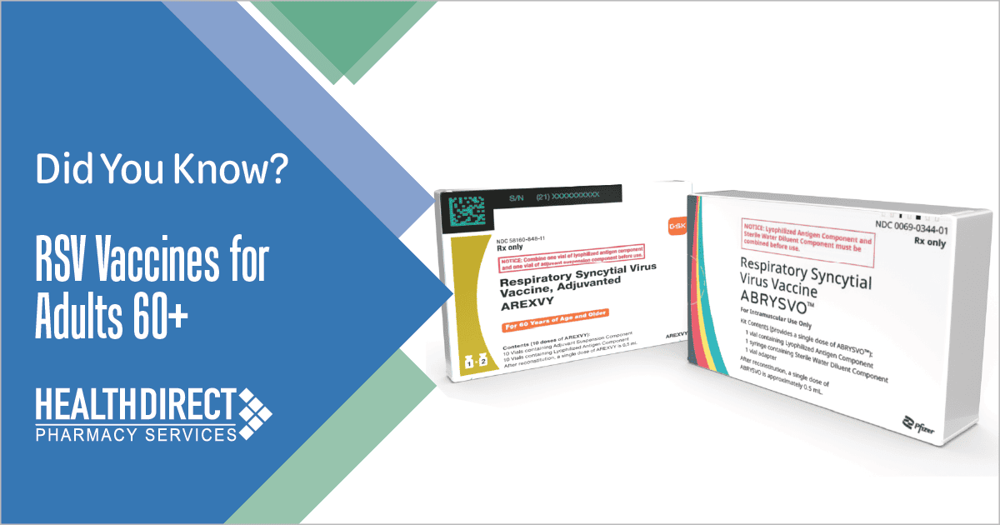 Did You Know?
RSV Vaccines for
Adults 60+
HEALTHDIRECT
PHARMACY SERVICES
S/N (21) XXXXXXXXXX
GSK
NDC 58160-848-11
Rx only
NOTICE: Combine one vial of lyophilized antigen component
and one vial of adjuvant suspension component before use.
Respiratory Syncytial Virus
Vaccine, Adjuvanted
AREXVY
For 60 Years of Age and Older
Contents (10 doses of AREXVY):
10 Vials containing Adjuvant Suspension Component
10 Vials containing Lyophilized Antigen Component
After reconstitution, a single dose of AREXVY is 0.5 mL.
AREXVY
1 + 2
NDC 0069-0344-01
Rx only
NOTICE: Lyophilized Antigen Component and
Sterile Water Diluent Component must be
combined before use.
Respiratory Syncytial
Virus Vaccine
ABRYSVO™
For Intramuscular Use Only
Kit Contents (provides a single dose of ABRYSVO™):
1 vial containing Lyophilized Antigen Component
1 syringe containing Sterile Water Diluent Component
1 vial adapter
After reconstitution, a single dose of
ABRYSVO is approximately 0.5 mL.
Pfizer